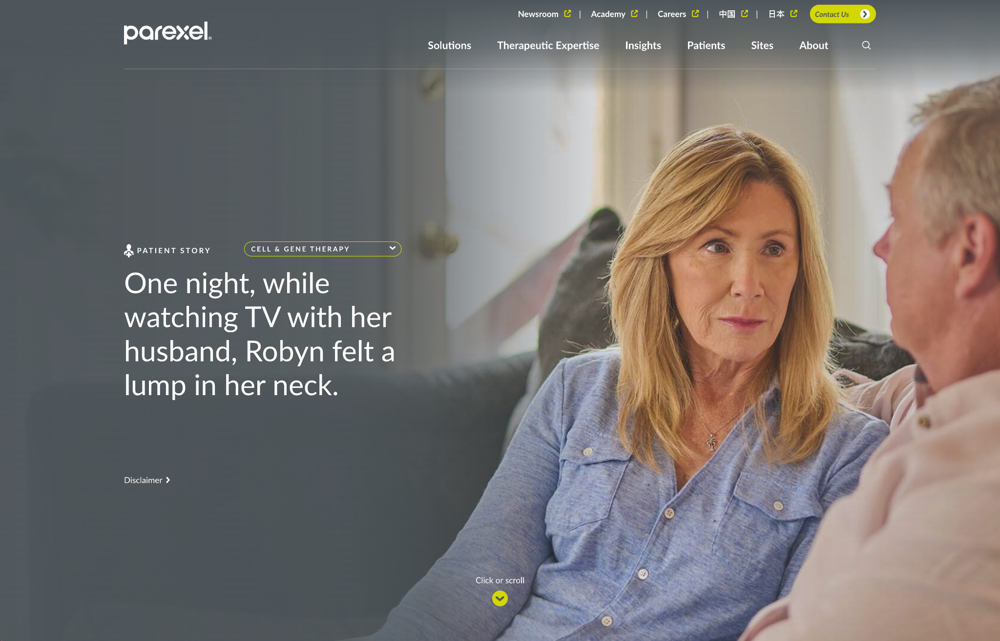 Newsroom | Academy | Careers | 中国 | 日本 Contact Us
parexel®
Solutions Therapeutic Expertise Insights Patients Sites About
PATIENT STORY
CELL & GENE THERAPY
One night, while
watching TV with her
husband, Robyn felt a
lump in her neck.
Disclaimer
Click or scroll